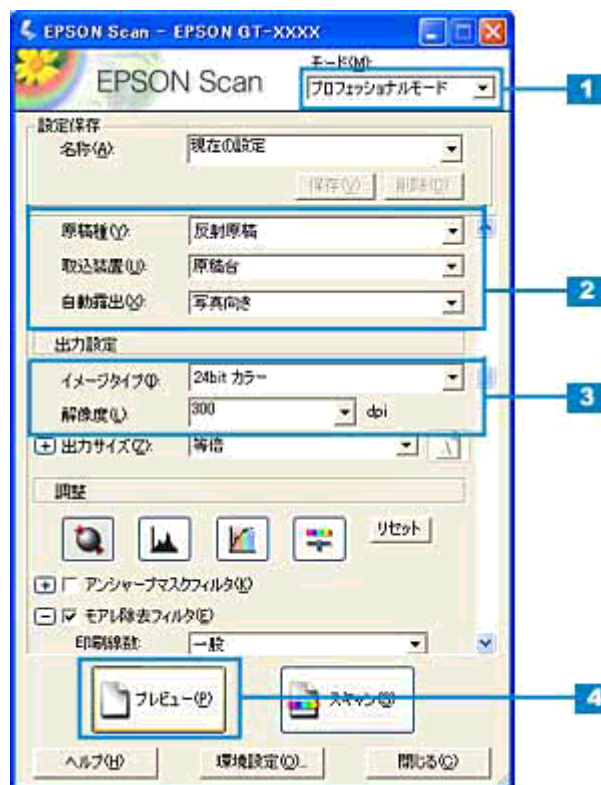 EPSON Scan - EPSON GT-XXXX
EPSON Scan
モード(M):
プロフェッショナルモード
1
設定保存
名称(A):
現在の設定
保存(V)
削除(D)
原稿種(Y):
反射原稿
取込装置(U):
原稿台
自動露出(X):
写真向き
2
出力設定
イメージタイプ(I):
24bit カラー
解像度(L):
300
dpi
3
出力サイズ(Z):
等倍
調整
リセット
アンシャープマスクフィルタ(K)
モアレ除去フィルタ(E)
印刷線数:
一般
プレビュー(P)
スキャン(S)
4
ヘルプ(H)
環境設定(O)...
閉じる(C)